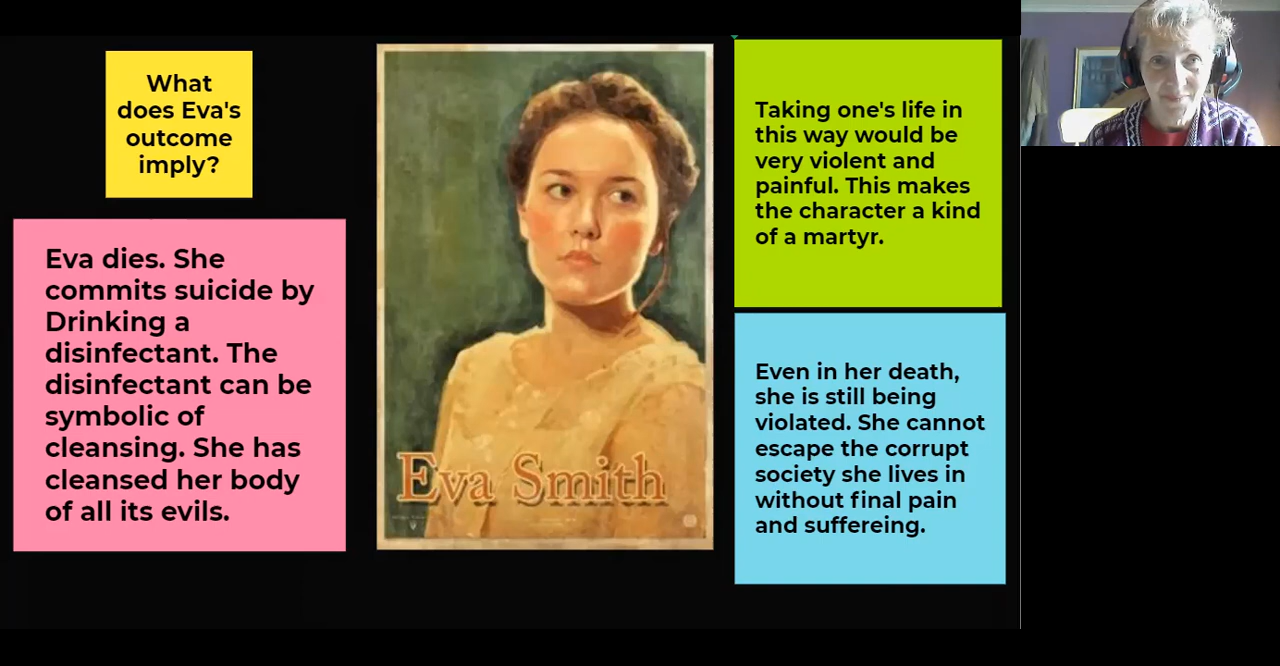 What
does Eva's
outcome
imply?
Eva dies. She
commits suicide by
Drinking a
disinfectant. The
disinfectant can be
symbolic of
cleansing. She has
cleansed her body
of all its evils.
Eva Smith
Taking one's life in
this way would be
very violent and
painful. This makes
the character a kind
of a martyr.
Even in her death,
she is still being
violated. She cannot
escape the corrupt
society she lives in
without final pain
and suffereing.